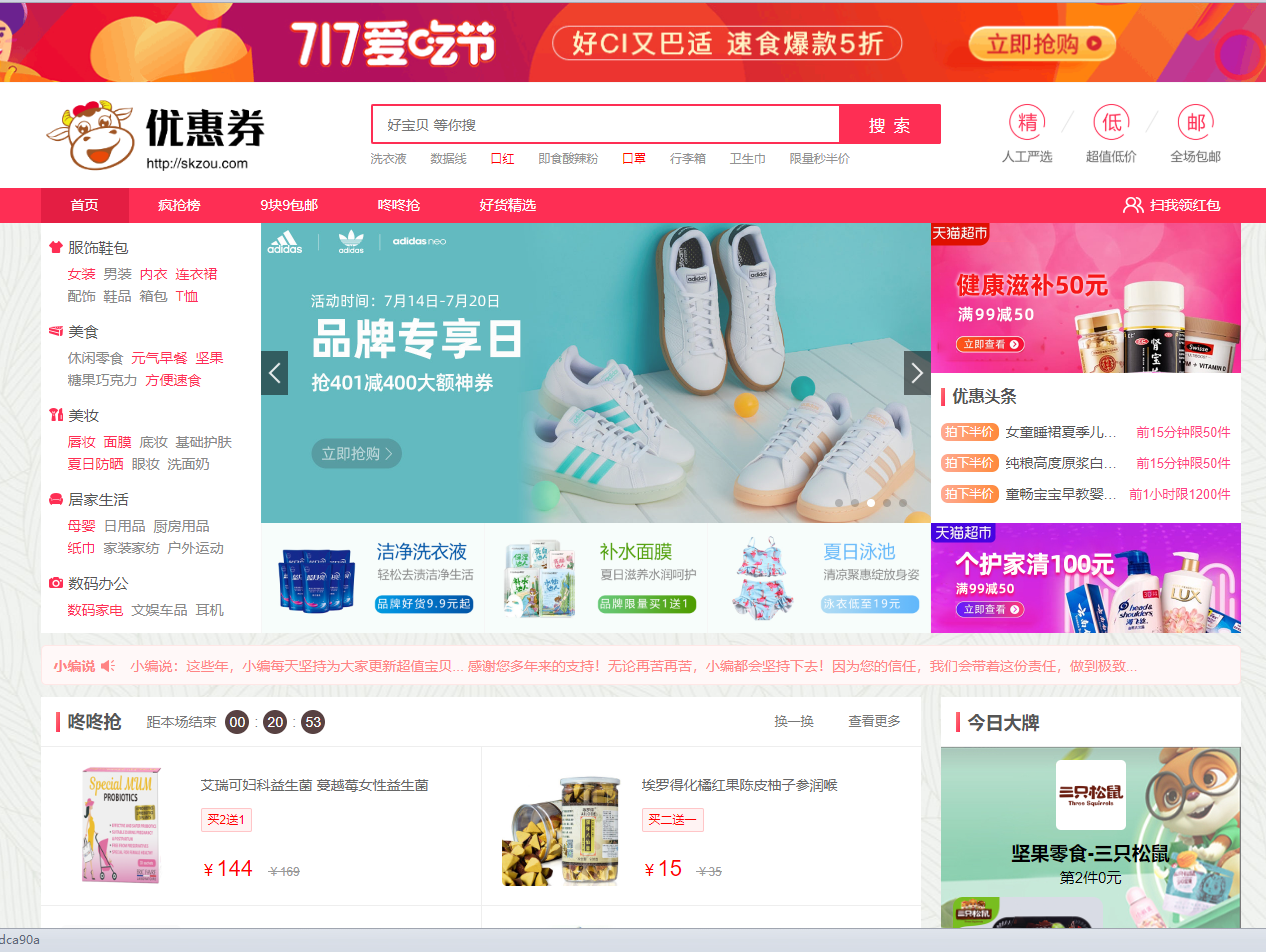 717爱吃节 好CI又巴适 速食爆款5折 立即抢购
优惠券
http://skzou.com
好宝贝 等你搜 搜 索
洗衣液 数据线 口红 即食酸辣粉 口罩 行李箱 卫生巾 限量秒半价
精 低 邮
人工严选 超值低价 全场包邮
首页 疯抢榜 9块9包邮 咚咚抢 好货精选 扫我领红包
服饰鞋包
女装 男装 内衣 连衣裙
配饰 鞋品 箱包 T恤
美食
休闲零食 元气早餐 坚果
糖果巧克力 方便速食
美妆
唇妆 面膜 底妆 基础护肤
夏日防晒 眼妆 洗面奶
居家生活
母婴 日用品 厨房用品
纸巾 家装家纺 户外运动
数码办公
数码家电 文娱车品 耳机
adidas adidas adidas neo
活动时间：7月14日-7月20日
品牌专享日
抢401减400大额神券
立即抢购
adidas
洁净洗衣液
轻松去渍洁净生活
品牌好货9.9元起
补水面膜
夏日滋养水润呵护
品牌限量买1送1
夏日泳池
清凉聚惠绽放身姿
泳衣低至19元
天猫超市
健康滋补50元
满99减50
立即查看
肾宝
Swisse
优惠头条
拍下半价 女童睡裙夏季儿... 前15分钟限50件
拍下半价 纯粮高度原浆白... 前15分钟限50件
拍下半价 童畅宝宝早教婴... 前1小时限1200件
天猫超市
个护家清100元
满89减50
立即查看
head& shoulders
海飞丝
LUX
小编说 小编说：这些年，小编每天坚持为大家更新超值宝贝... 感谢您多年来的支持！无论再苦再苦，小编都会坚持下去！因为您的信任，我们会带着这份责任，做到极致...
咚咚抢 距本场结束 00 : 20 : 53 换一换 查看更多
Special MUM
PROBIOTICS
艾瑞可妇科益生菌 蔓越莓女性益生菌
买2送1
￥144 ￥169
埃罗得化橘红果陈皮柚子参润喉
买二送一
￥15 ￥35
今日大牌
三只松鼠
Three Squirrels
坚果零食-三只松鼠
第2件0元
三只松鼠
dca90a